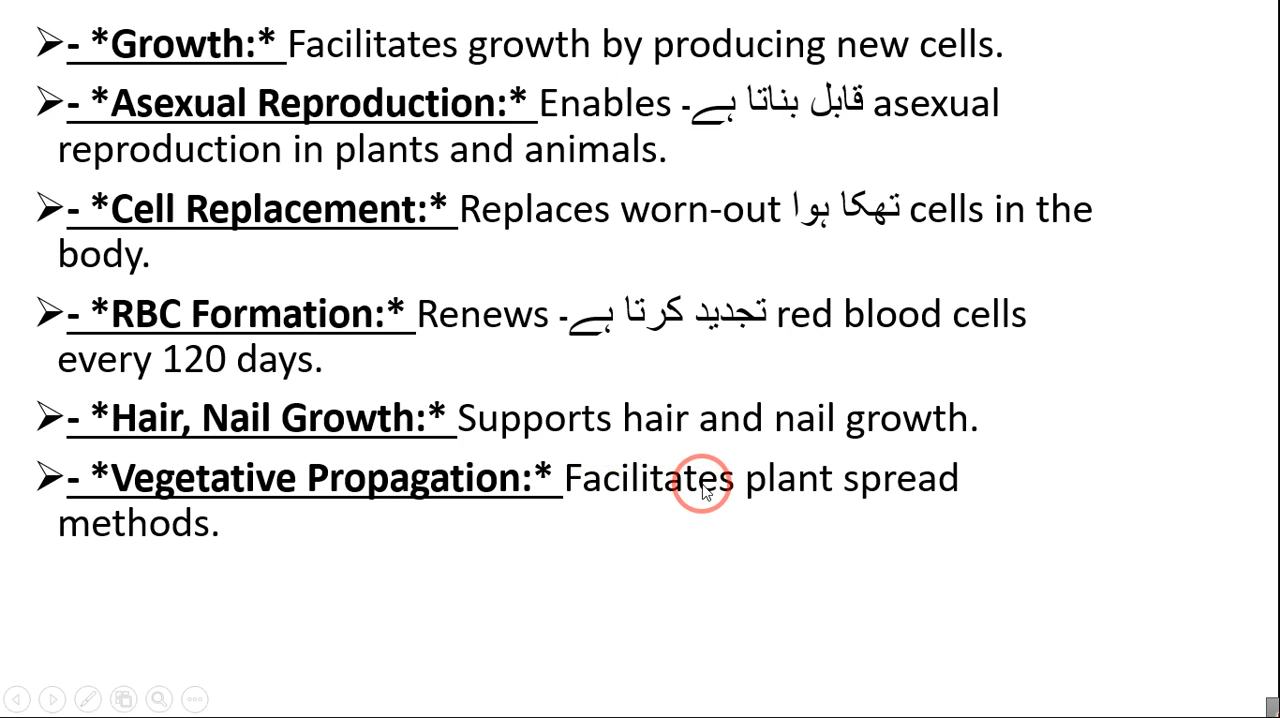 ➢- *Growth:* Facilitates growth by producing new cells.
➢- *Asexual Reproduction:* Enables قابل بناتا ہے۔ asexual
reproduction in plants and animals.
➢- *Cell Replacement:* Replaces worn-out تھکا ہوا cells in the
body.
➢- *RBC Formation:* Renews تجدید کرتا ہے۔ red blood cells
every 120 days.
➢- *Hair, Nail Growth:* Supports hair and nail growth.
➢- *Vegetative Propagation:* Facilitates plant spread
methods.